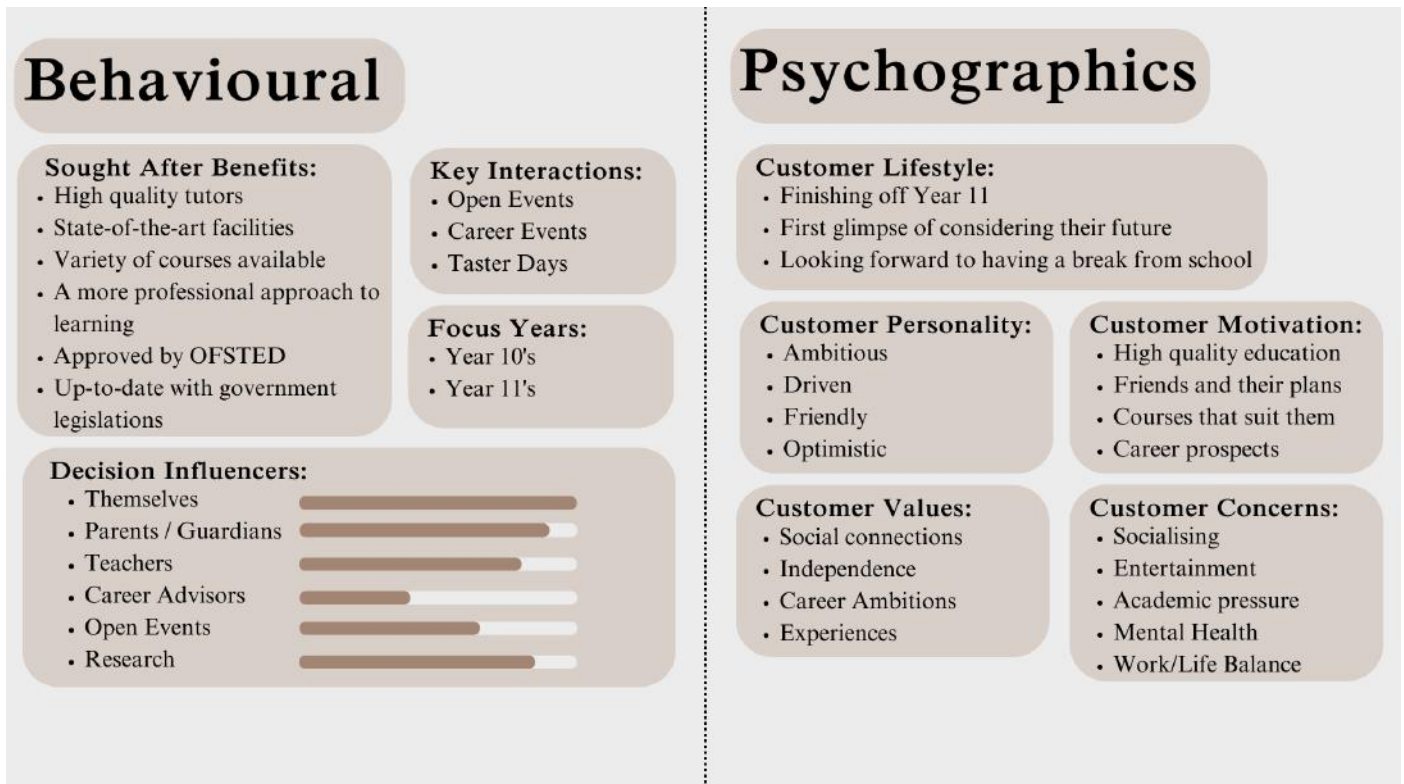 Behavioural
Sought After Benefits:
• High quality tutors
• State-of-the-art facilities
• Variety of courses available
• A more professional approach to
learning
• Approved by OFSTED
• Up-to-date with government
legislations
Key Interactions:
• Open Events
• Career Events
• Taster Days
Focus Years:
• Year 10's
• Year 11's
Decision Influencers:
• Themselves
• Parents / Guardians
• Teachers
• Career Advisors
• Open Events
• Research
Psychographics
Customer Lifestyle:
• Finishing off Year 11
• First glimpse of considering their future
• Looking forward to having a break from school
Customer Personality:
• Ambitious
• Driven
• Friendly
• Optimistic
Customer Motivation:
• High quality education
• Friends and their plans
• Courses that suit them
• Career prospects
Customer Values:
• Social connections
• Independence
• Career Ambitions
• Experiences
Customer Concerns:
• Socialising
• Entertainment
• Academic pressure
• Mental Health
• Work/Life Balance